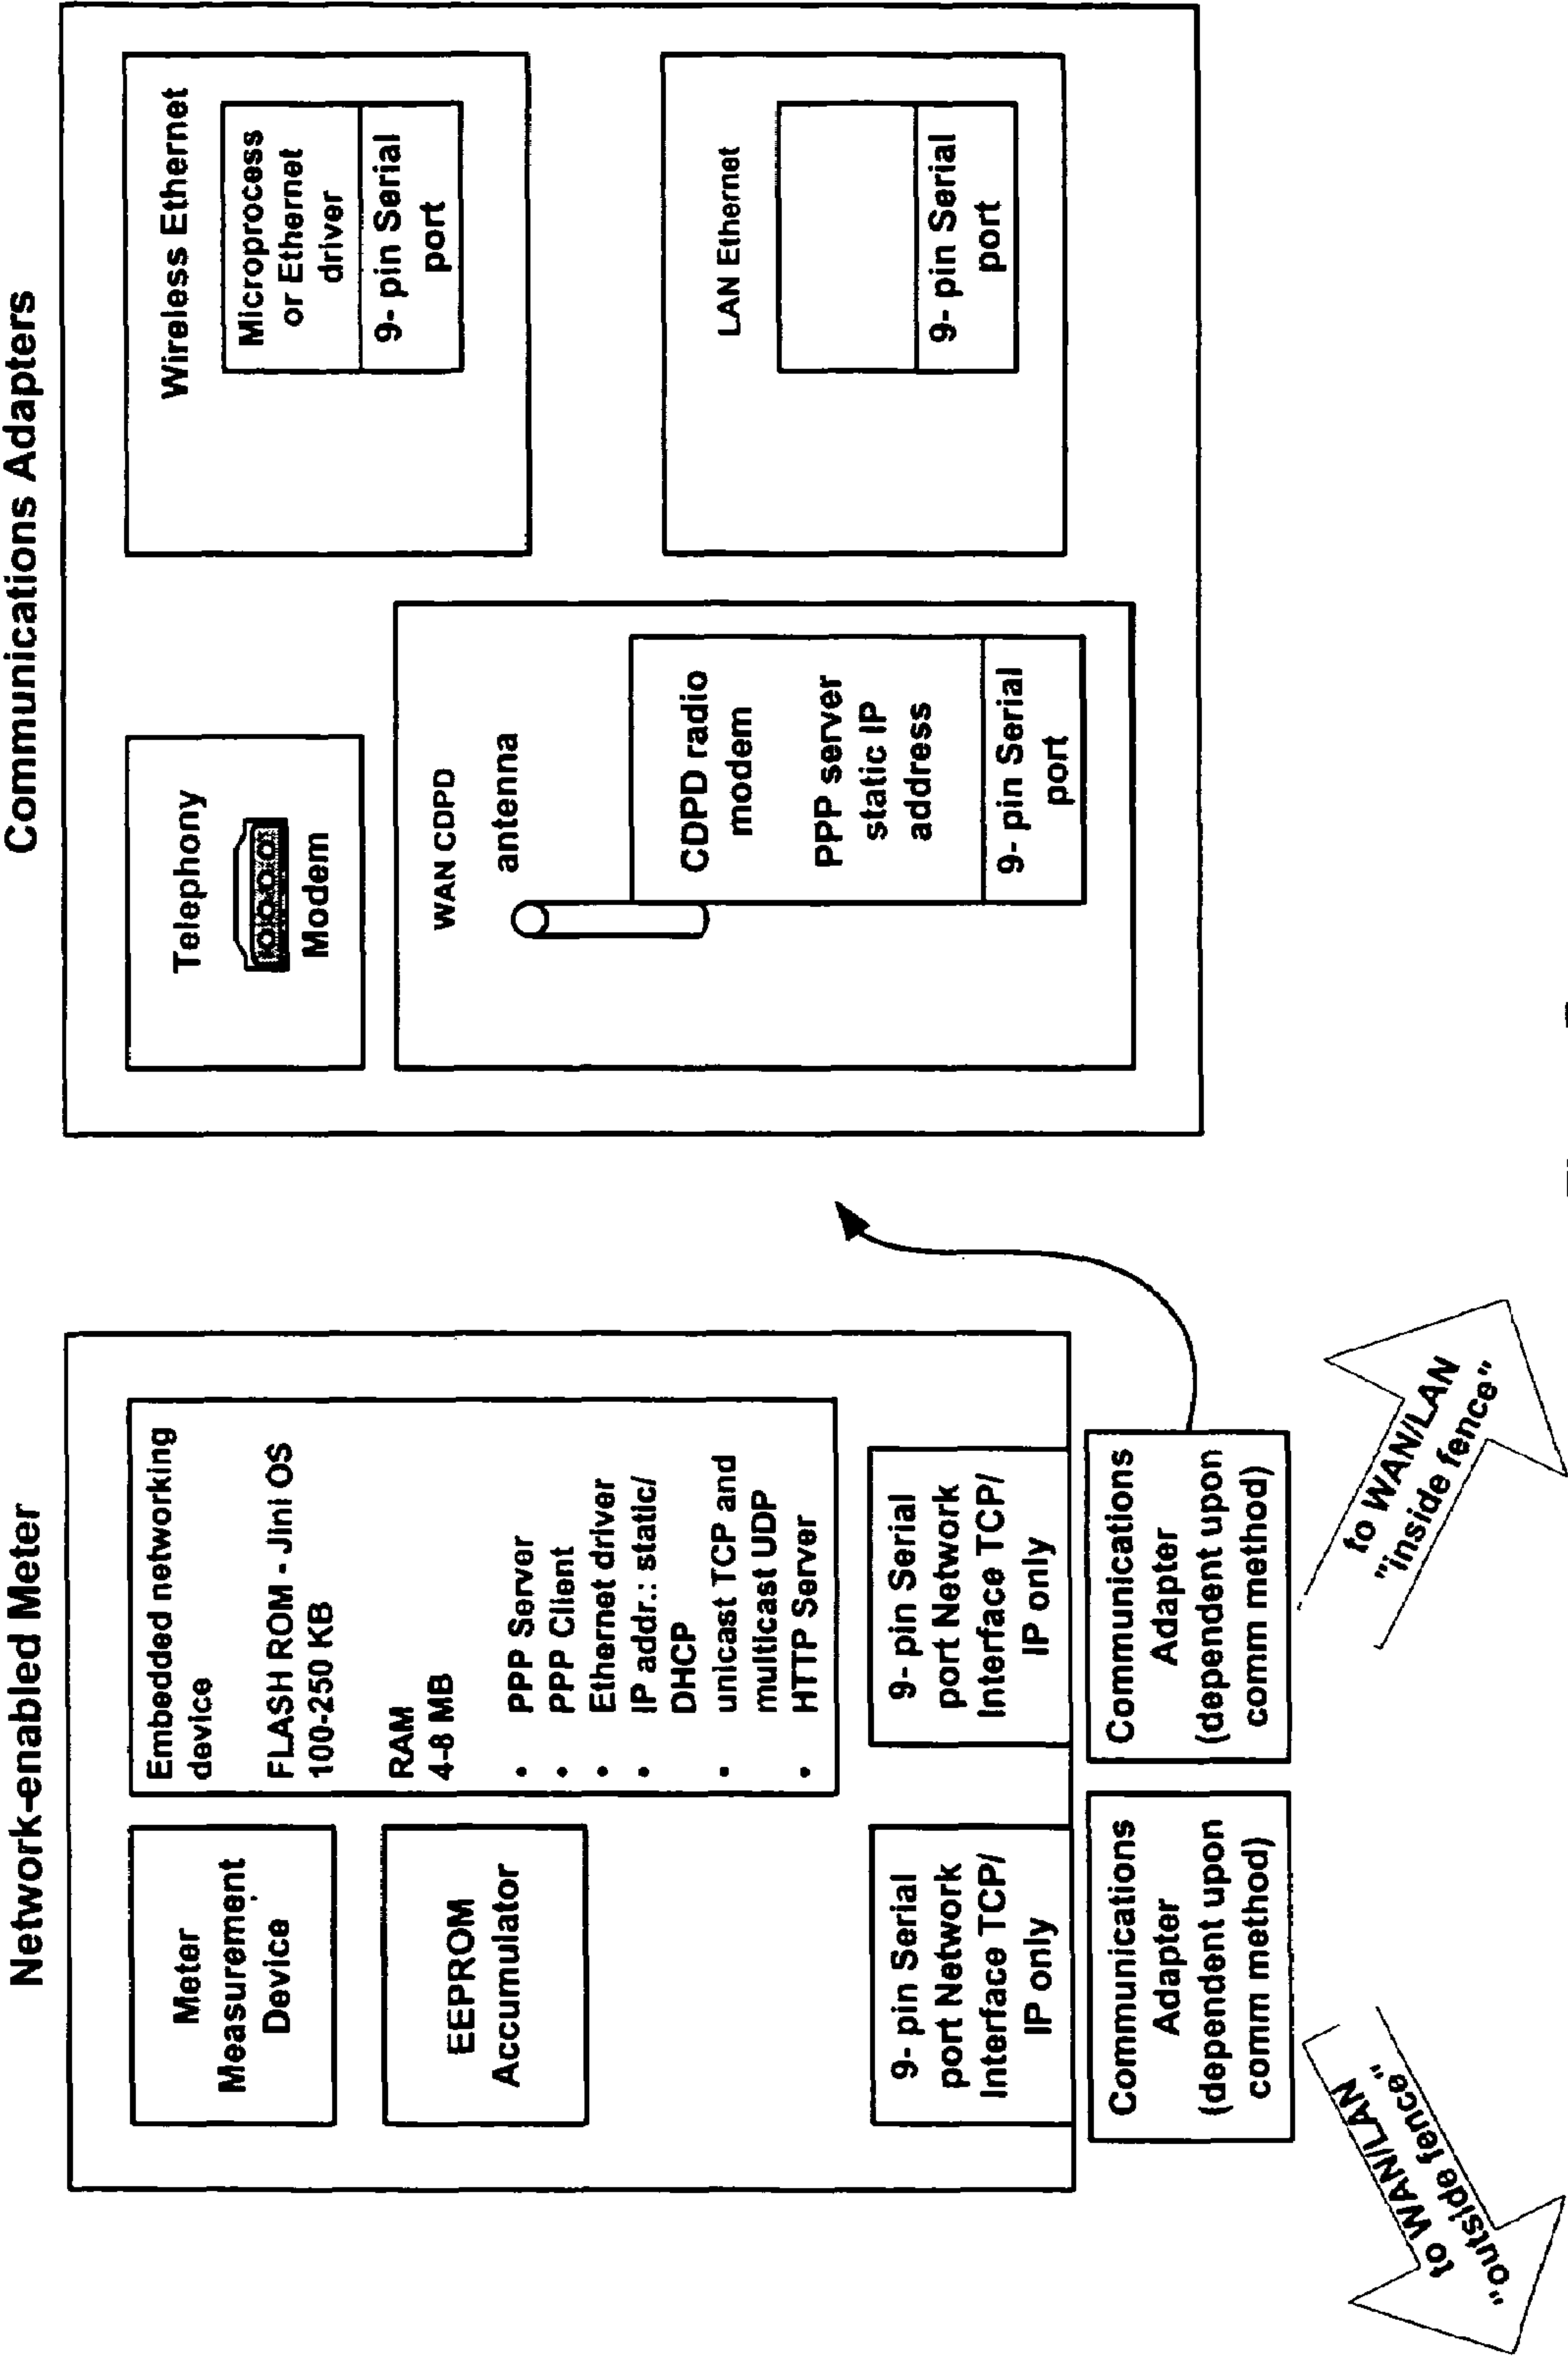 Network-enabled Meter
Meter
Measurement
Device
EEPROM
Accumulator
Embedded networking
device
FLASH ROM - Jini OS
100-250 KB
RAM
4-8 MB
• PPP Server
• PPP Client
• Ethernet driver
• IP addr.: static/
DHCP
• unicast TCP and
multicast UDP
• HTTP Server
9- pin Serial
port Network
Interface TCP/
IP only
9- pin Serial
port Network
Interface TCP/
IP only
Communications
Adapter
(dependent upon
comm method)
Communications
Adapter
(dependent upon
comm method)
to WAN/LAN
"outside fence"
to WAN/LAN
"inside fence"
Communications Adapters
Telephony
Modem
WAN CDPD
antenna
CDPD radio
modem
PPP server
static IP
address
9- pin Serial
port
Wireless Ethernet
Microprocess
or Ethernet
driver
9- pin Serial
port
LAN Ethernet
9- pin Serial
port